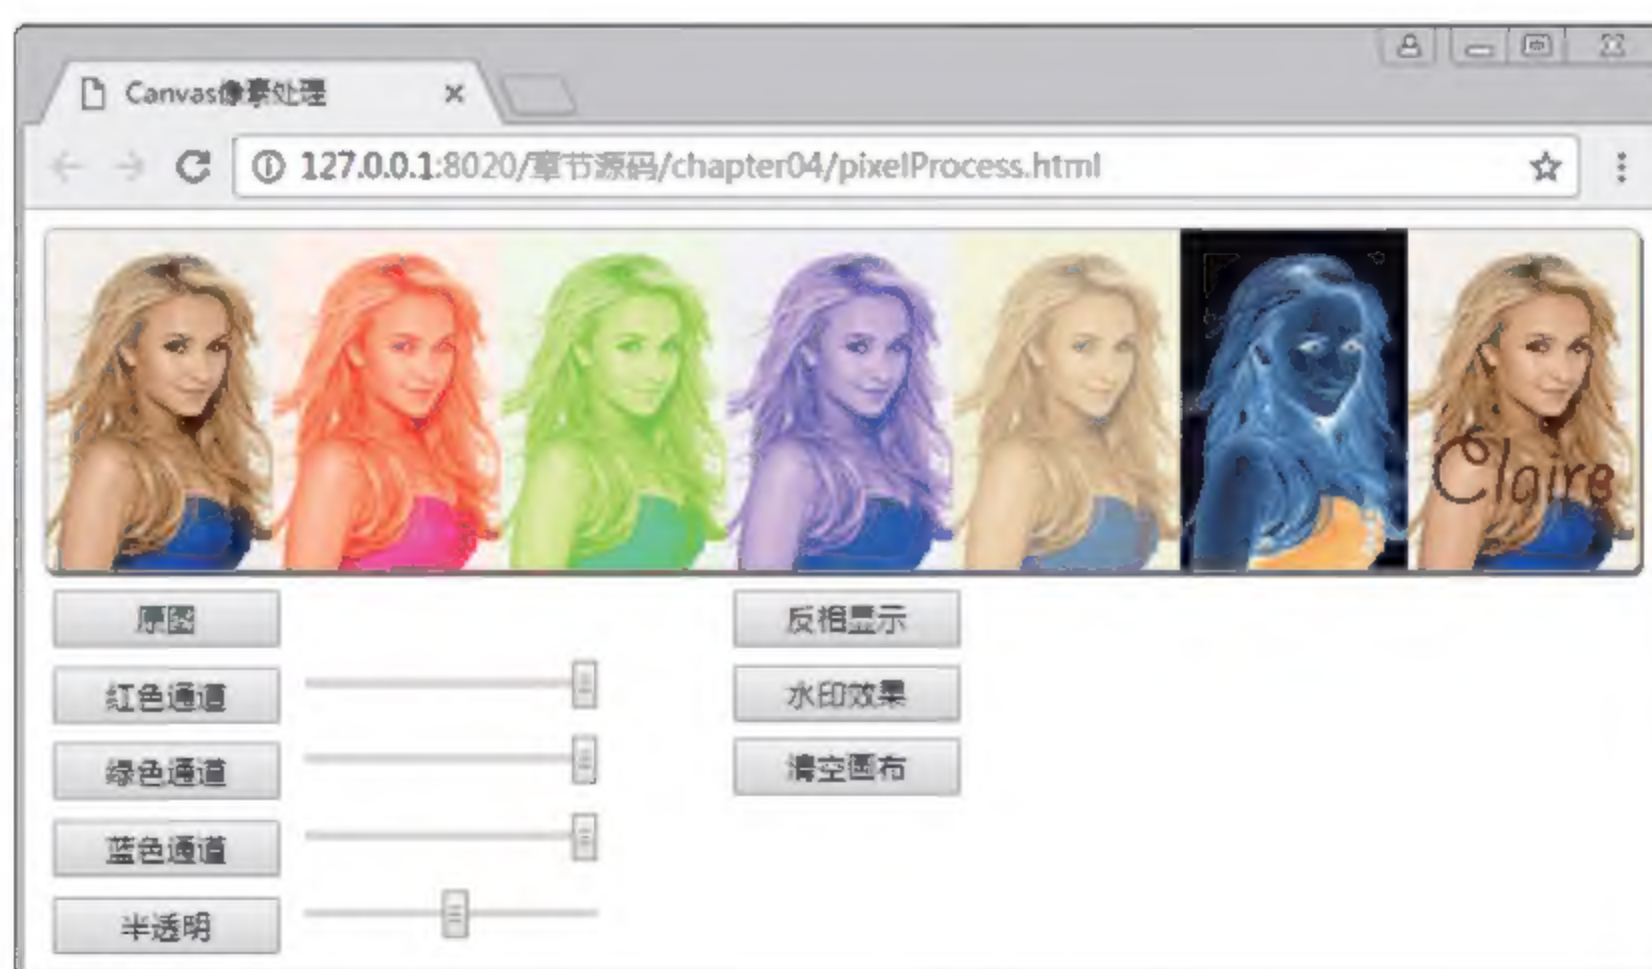 Canvas像素处理
127.0.0.1:8020/章节源码/chapter04/pixelProcess.html
Claire
原图
反相显示
红色通道
水印效果
绿色通道
清空画布
蓝色通道
半透明